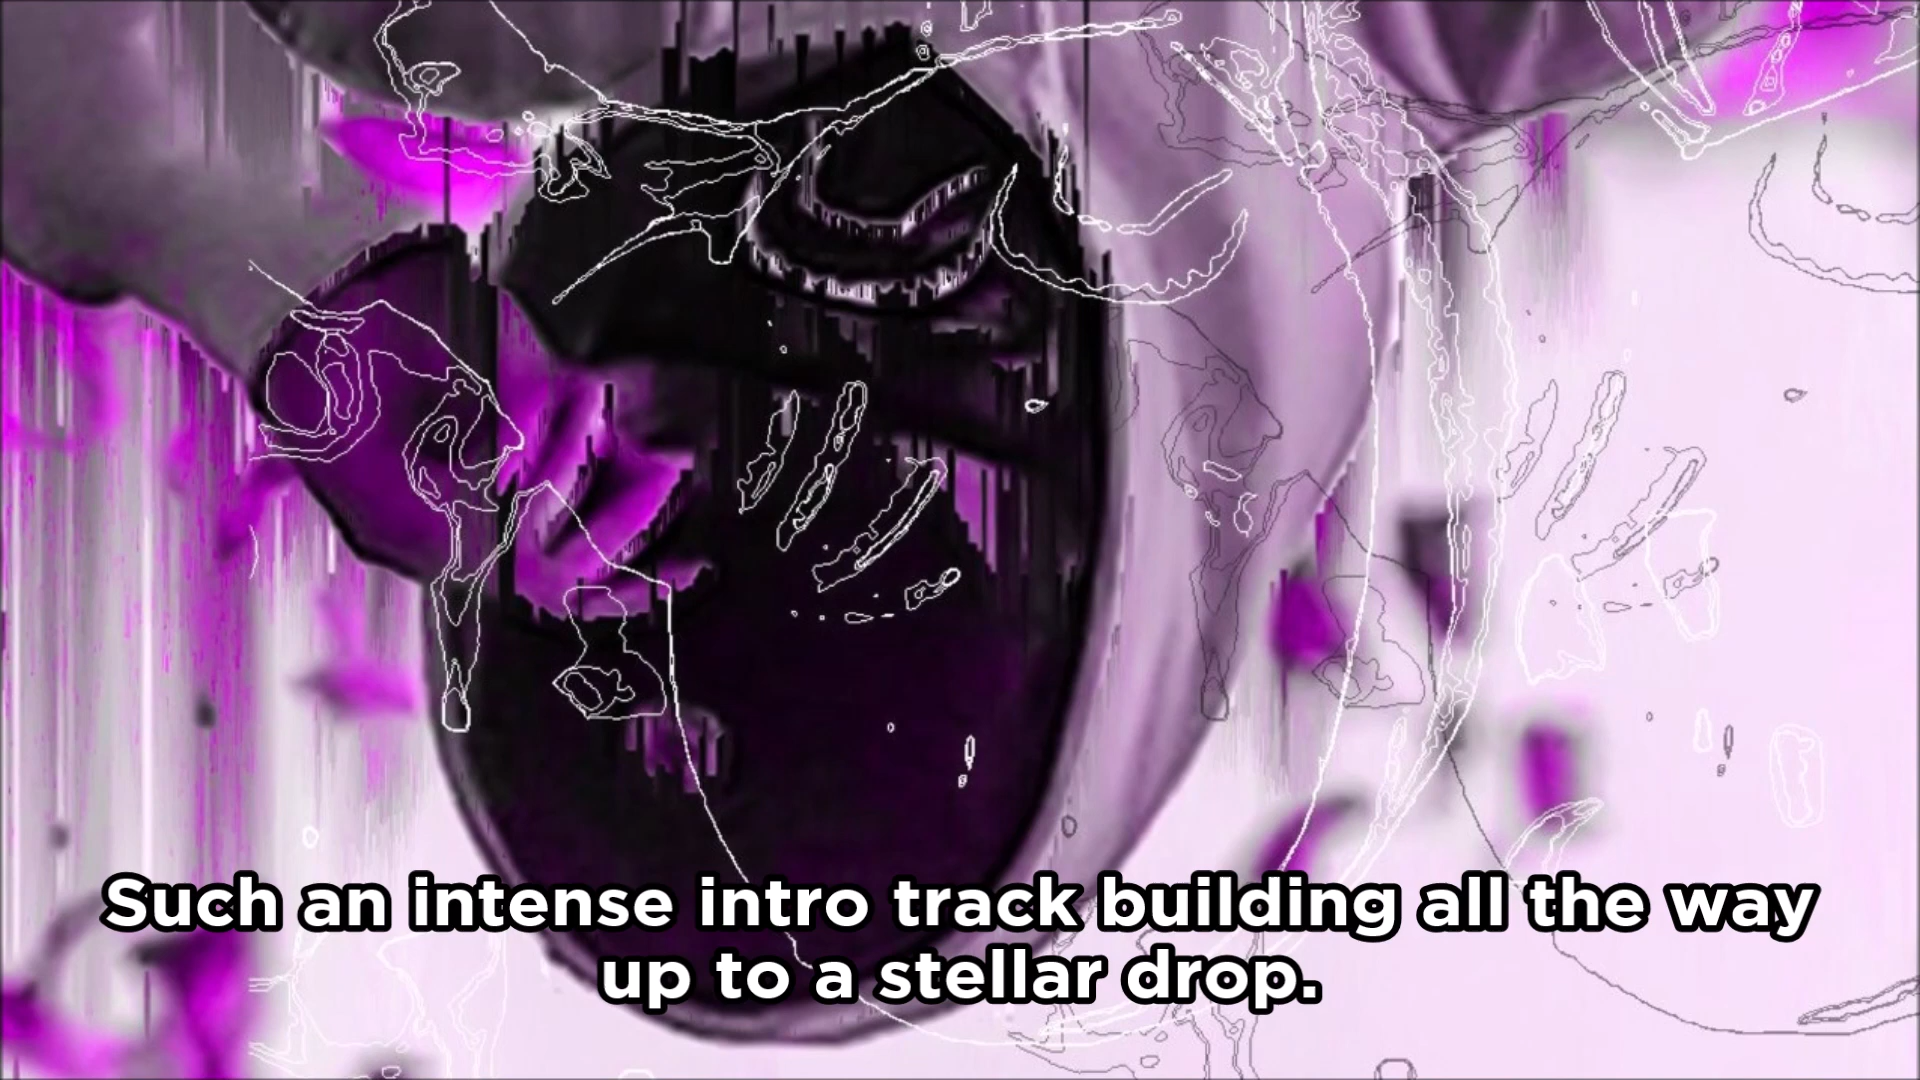 Such an intense intro track building all the way
up to a stellar drop.